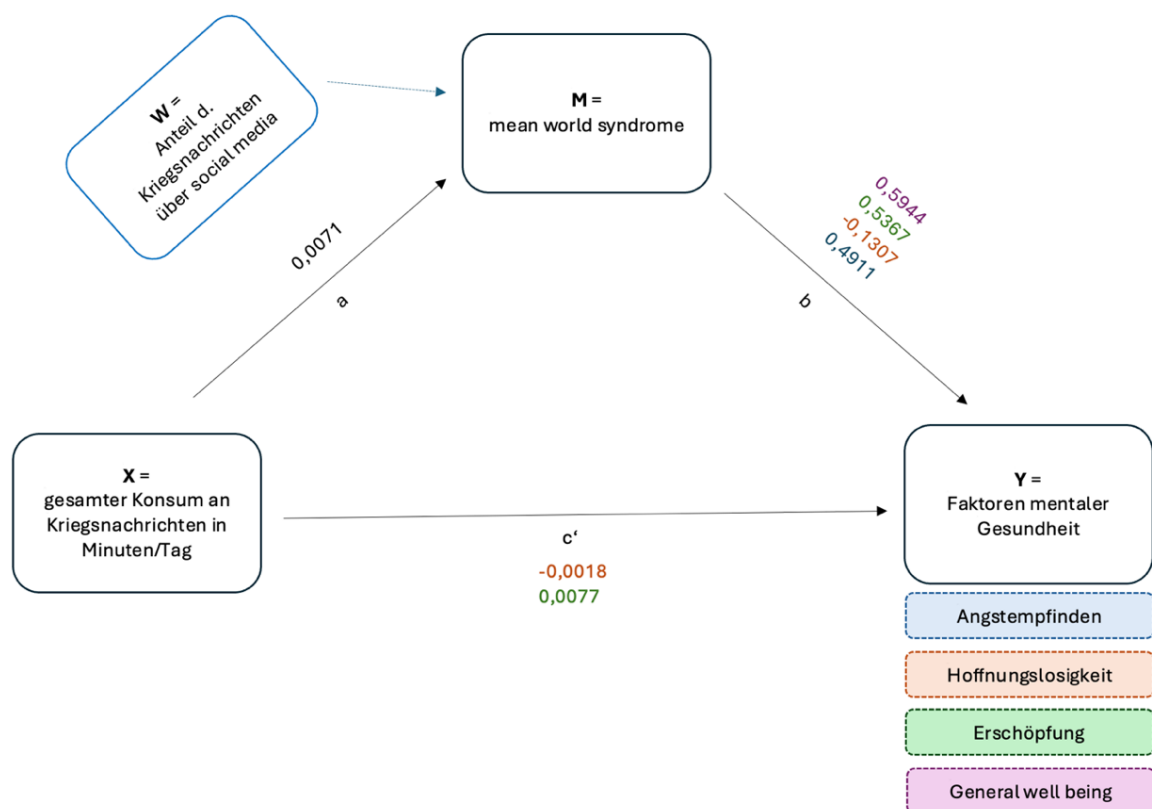 W =
Anteil d.
Kriegsnachrichten
über social media
M =
mean world syndrome
0,0071
a
0,5944
0,5367
-0,1307
0,4911
b
X =
gesamter Konsum an
Kriegsnachrichten in
Minuten/Tag
c‘
-0,0018
0,0077
Y =
Faktoren mentaler
Gesundheit
Angstempfinden
Hoffnungslosigkeit
Erschöpfung
General well being